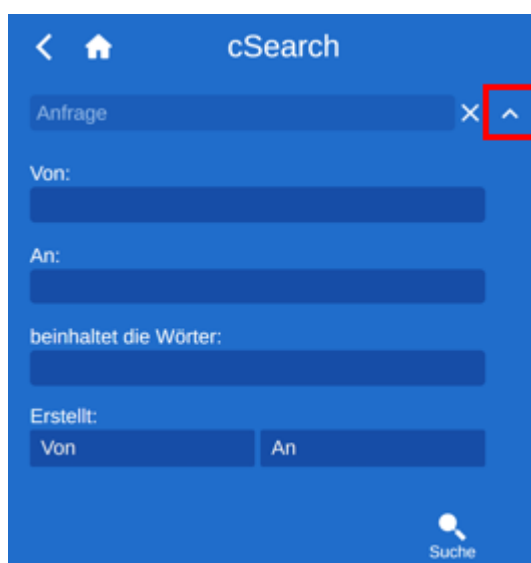 cSearch
Anfrage
Von:
An:
beinhaltet die Wörter:
Erstellt:
Von An
Suche